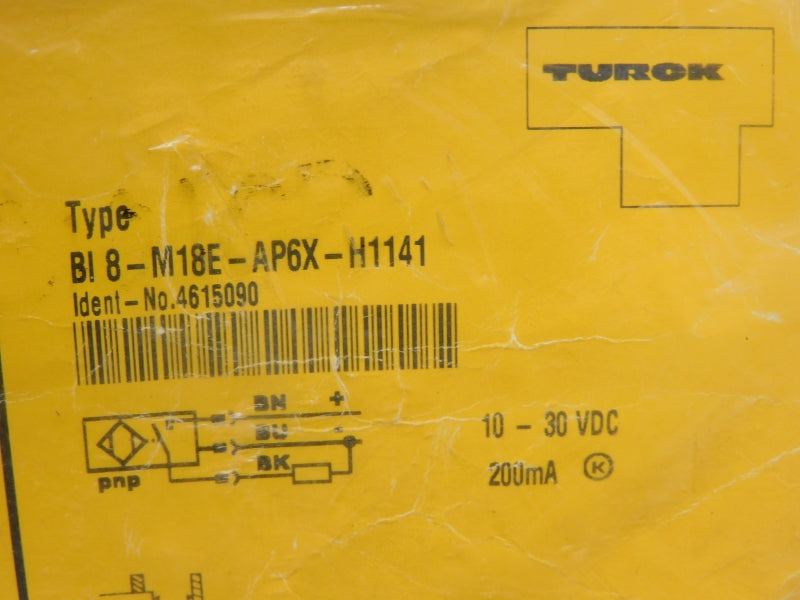 TURCK
Type
BI 8-M18E-AP6X-H1141
Ident-No.4615090
BN +
BU -
BK
pnp
10 - 30 VDC
200mA K